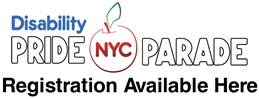 Disability
PRIDE NYC PARADE
Registration Available Here